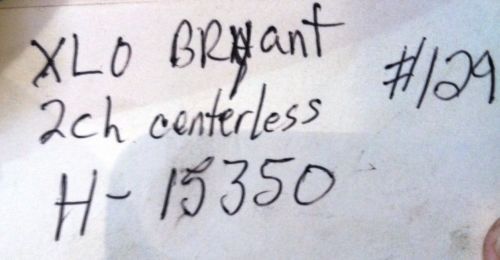 XLO BRyant #129
2ch centerless
H- 15350